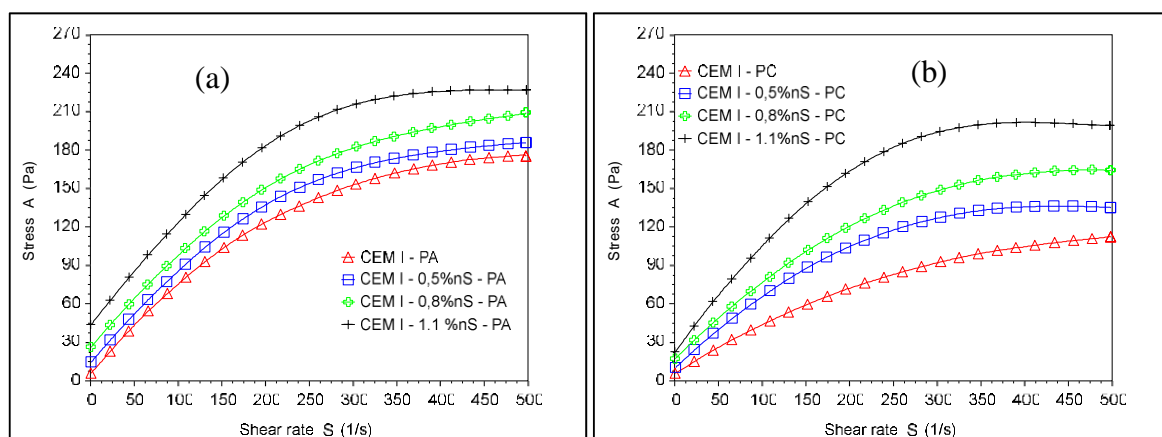 (a)
270
240
210
180
150
120
90
60
30
0
Stress A (Pa)
CEM I - PA
CEM I - 0,5%nS - PA
CEM I - 0,8%nS - PA
CEM I - 1.1 %nS - PA
0 50 100 150 200 250 300 350 400 450 500
Shear rate S (1/s)
(b)
270
240
210
180
150
120
90
60
30
0
Stress A (Pa)
CEM I - PC
CEM I - 0,5%nS - PC
CEM I - 0,8%nS - PC
CEM I - 1.1%nS - PC
0 50 100 150 200 250 300 350 400 450 500
Shear rate S (1/s)